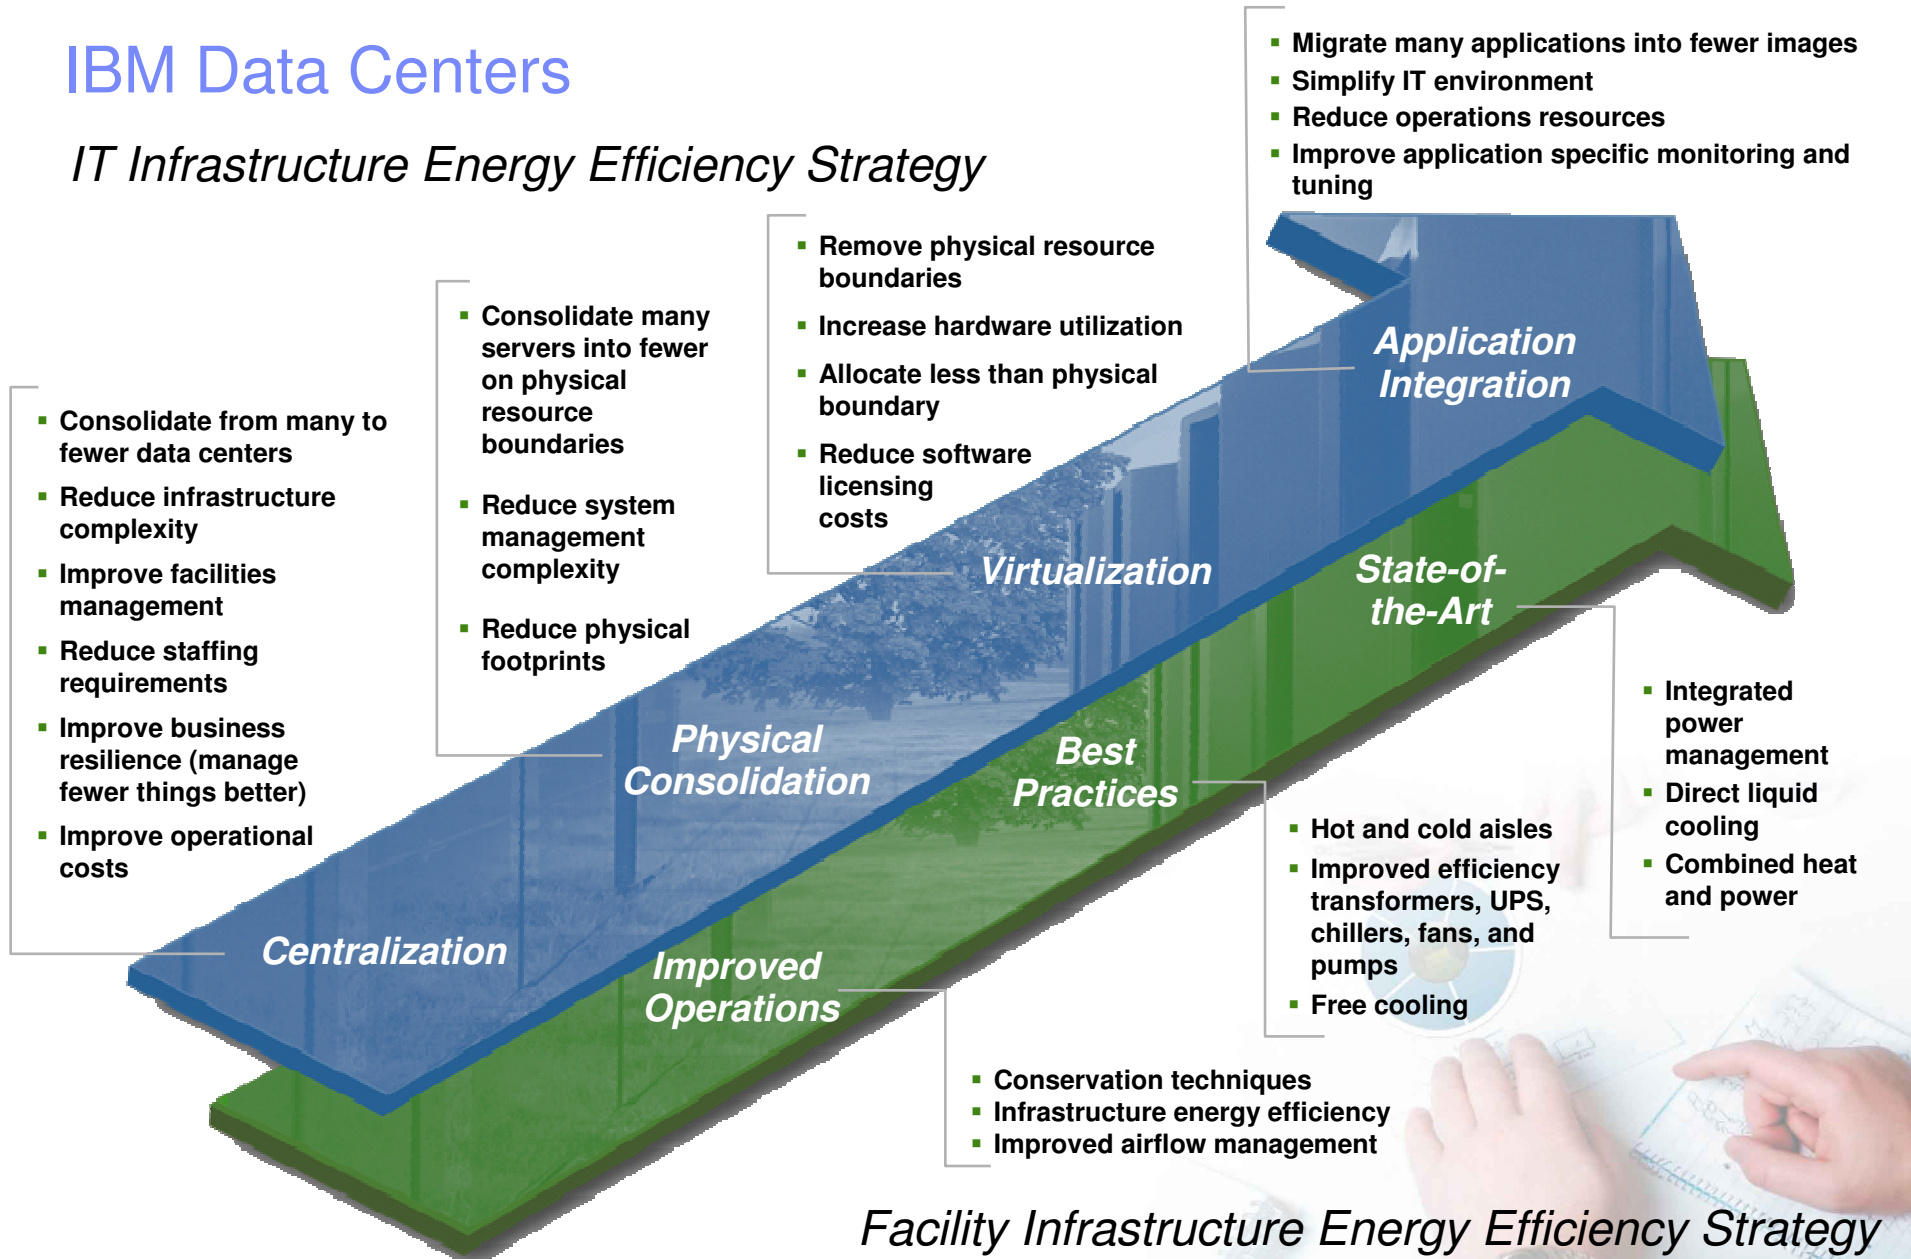 IBM Data Centers
IT Infrastructure Energy Efficiency Strategy
▪ Migrate many applications into fewer images
▪ Simplify IT environment
▪ Reduce operations resources
▪ Improve application specific monitoring and
tuning
▪ Remove physical resource
boundaries
▪ Increase hardware utilization
▪ Allocate less than physical
boundary
▪ Reduce software
licensing
costs
▪ Consolidate many
servers into fewer
on physical
resource
boundaries
▪ Reduce system
management
complexity
▪ Reduce physical
footprints
▪ Consolidate from many to
fewer data centers
▪ Reduce infrastructure
complexity
▪ Improve facilities
management
▪ Reduce staffing
requirements
▪ Improve business
resilience (manage
fewer things better)
▪ Improve operational
costs
Application
Integration
Virtualization
Physical
Consolidation
Centralization
State-of-
the-Art
Best
Practices
Improved
Operations
▪ Integrated
power
management
▪ Direct liquid
cooling
▪ Combined heat
and power
▪ Hot and cold aisles
▪ Improved efficiency
transformers, UPS,
chillers, fans, and
pumps
▪ Free cooling
▪ Conservation techniques
▪ Infrastructure energy efficiency
▪ Improved airflow management
Facility Infrastructure Energy Efficiency Strategy